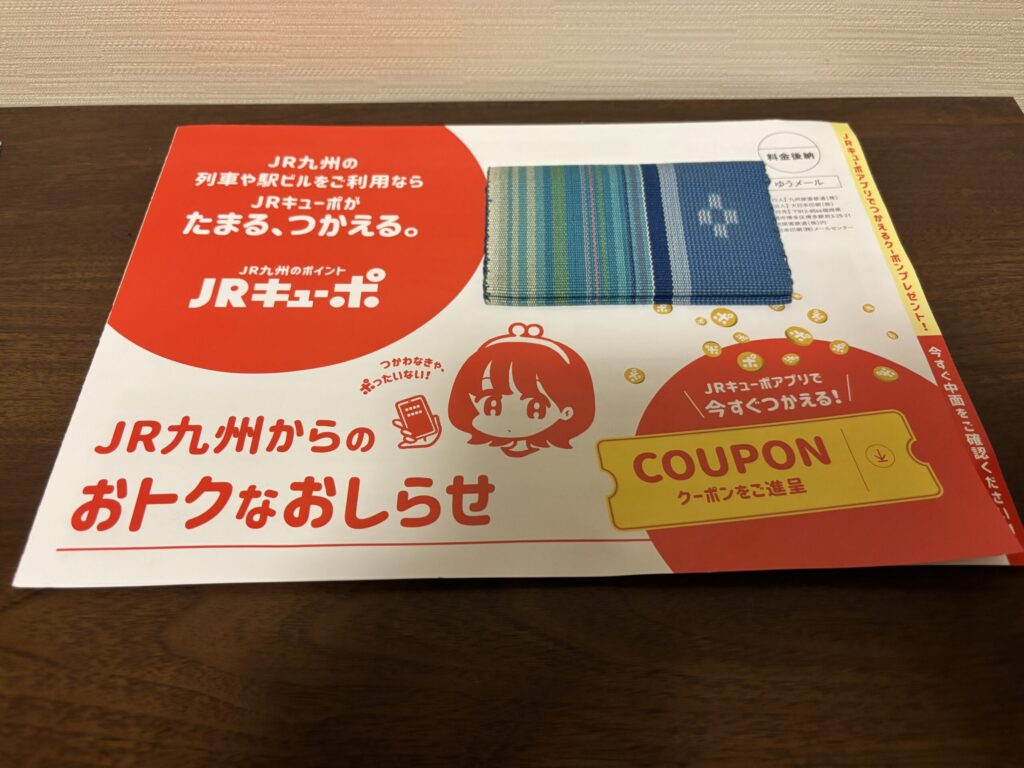 JR九州の
列車や駅ビルをご利用なら
JRキューポが
たまる、つかえる。
JR九州のポイント
JRキューポ
料金後納
ゆうメール
つかわなきゃ、
ポったいない!
JR九州からの
おトクなおしらせ
JRキューポアプリで
今すぐつかえる!
COUPON
クーポンをご進呈
JRキューポアプリでつかえるクーポンプレゼント!
今すぐ中面をご確認ください